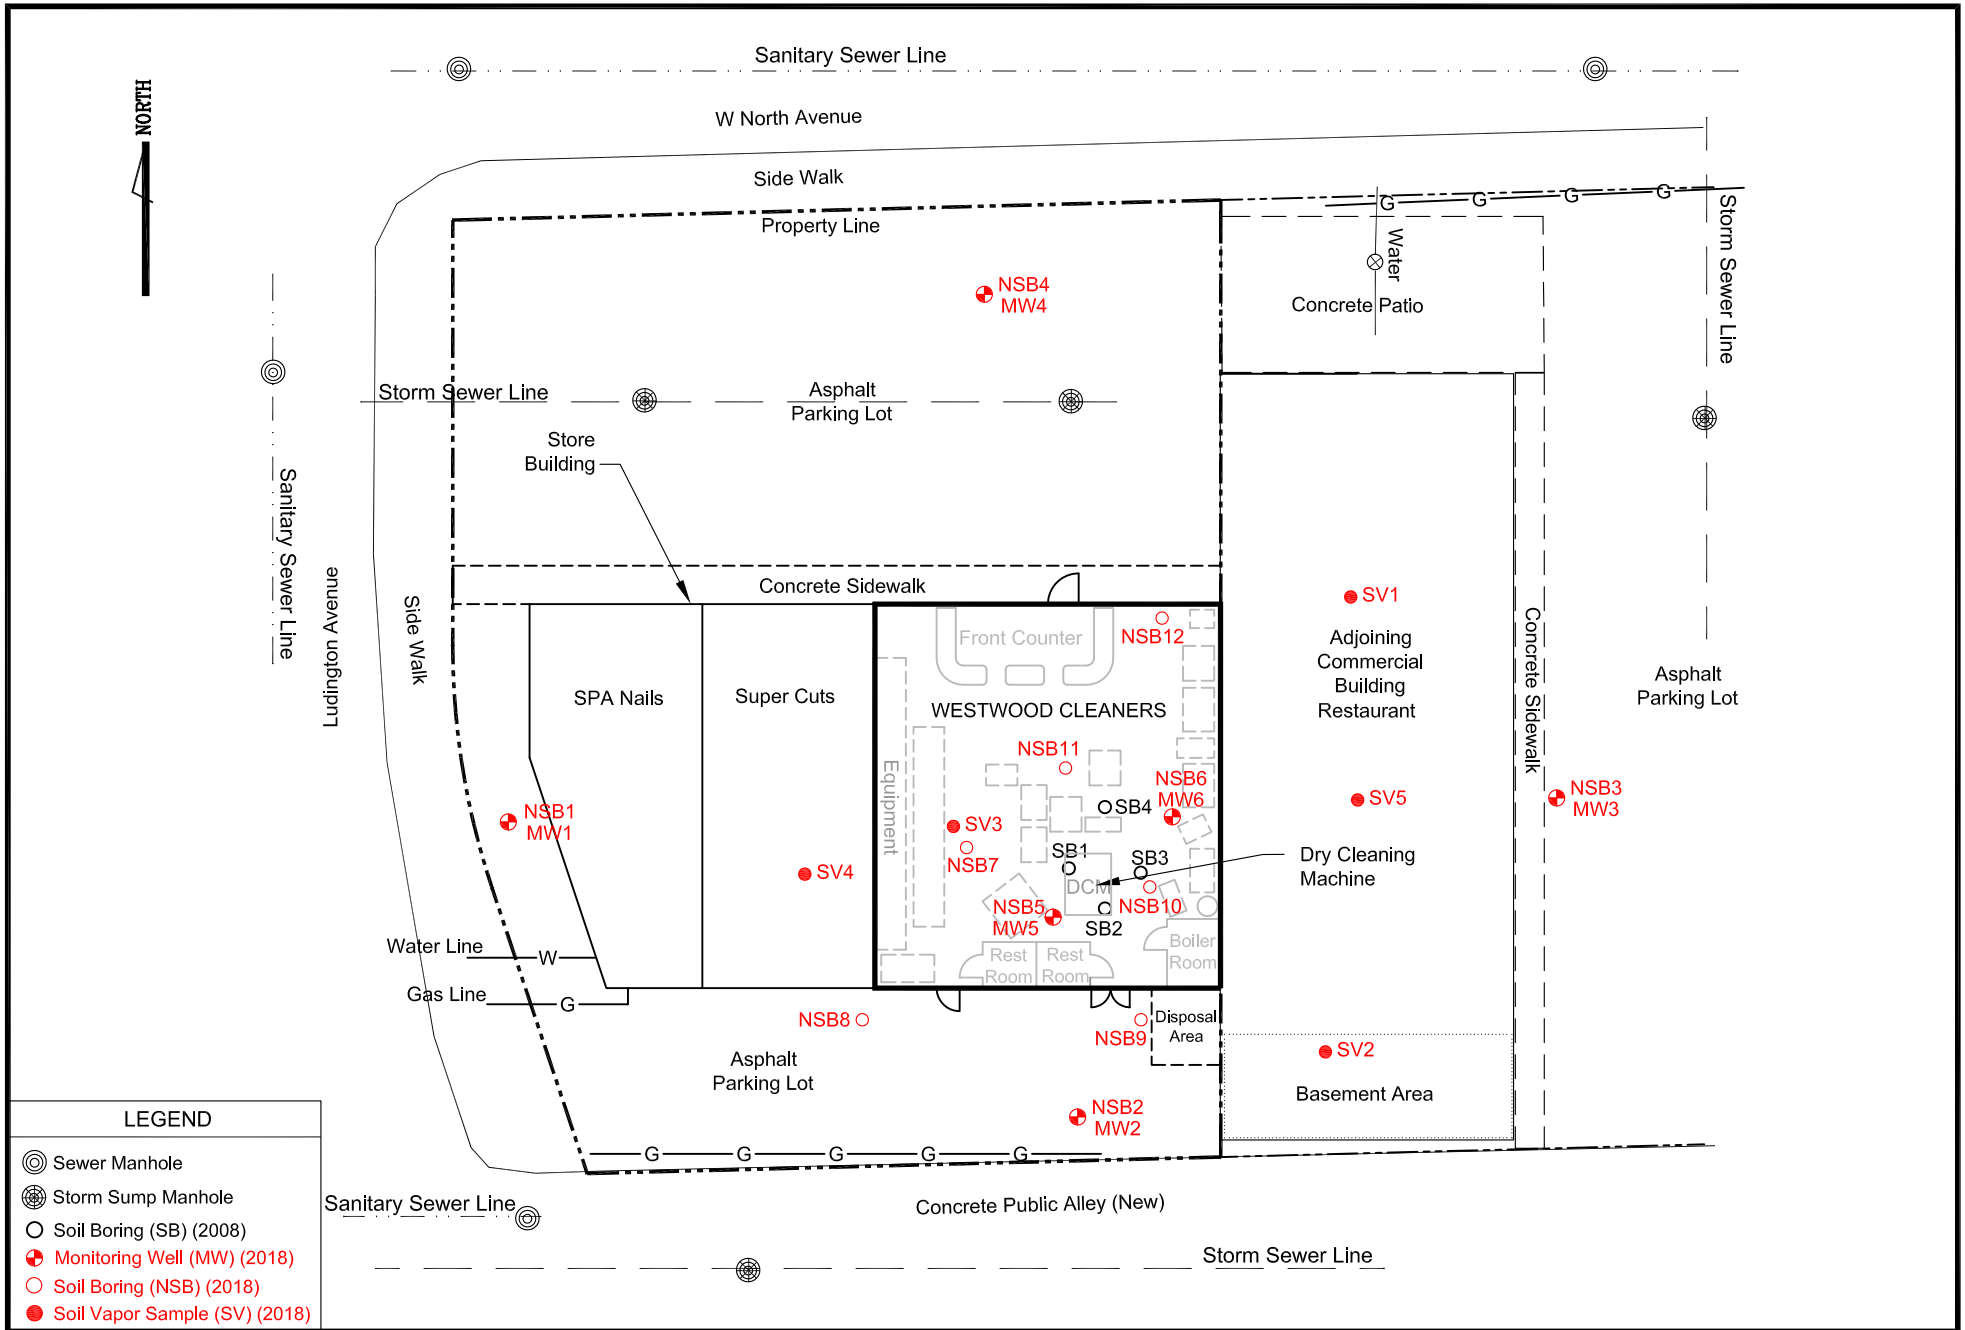 Sanitary Sewer Line
NORTH
W North Avenue
Side Walk
Property Line
G
G
G
G
Storm Sewer Line
Water
Concrete Patio
NSB4
MW4
Storm Sewer Line
Asphalt
Parking Lot
Store
Building
Sanitary Sewer Line
Ludington Avenue
Side Walk
Concrete Sidewalk
SPA Nails
Super Cuts
Front Counter
NSB12
WESTWOOD CLEANERS
Equipment
NSB11
NSB6
MW6
SB4
SV3
NSB7
SB1
SB3
DCM
NSB10
NSB5
MW5
SB2
Rest
Room
Rest
Room
Boiler
Room
SV1
Adjoining
Commercial
Building
Restaurant
SV5
Dry Cleaning
Machine
Concrete Sidewalk
Asphalt
Parking Lot
NSB3
MW3
NSB1
MW1
SV4
Water Line
W
Gas Line
G
NSB8
NSB9
Disposal
Area
SV2
Basement Area
Asphalt
Parking Lot
NSB2
MW2
G
G
G
G
G
Sanitary Sewer Line
Concrete Public Alley (New)
Storm Sewer Line
LEGEND
Sewer Manhole
Storm Sump Manhole
Soil Boring (SB) (2008)
Monitoring Well (MW) (2018)
Soil Boring (NSB) (2018)
Soil Vapor Sample (SV) (2018)